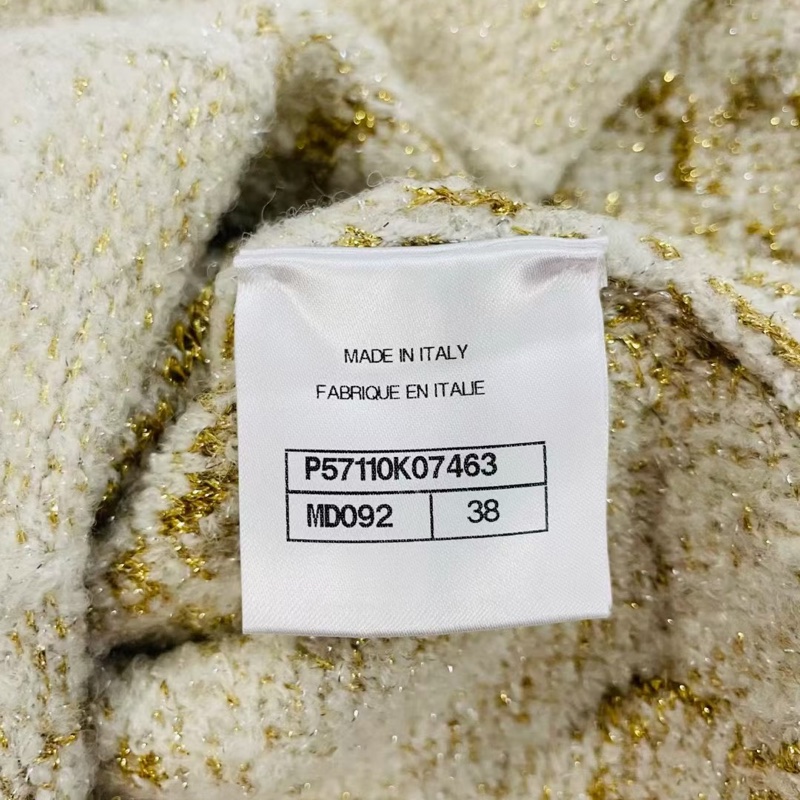 MADE IN ITALY
FABRIQUE EN ITALIE
P57110K07463
MD092 38